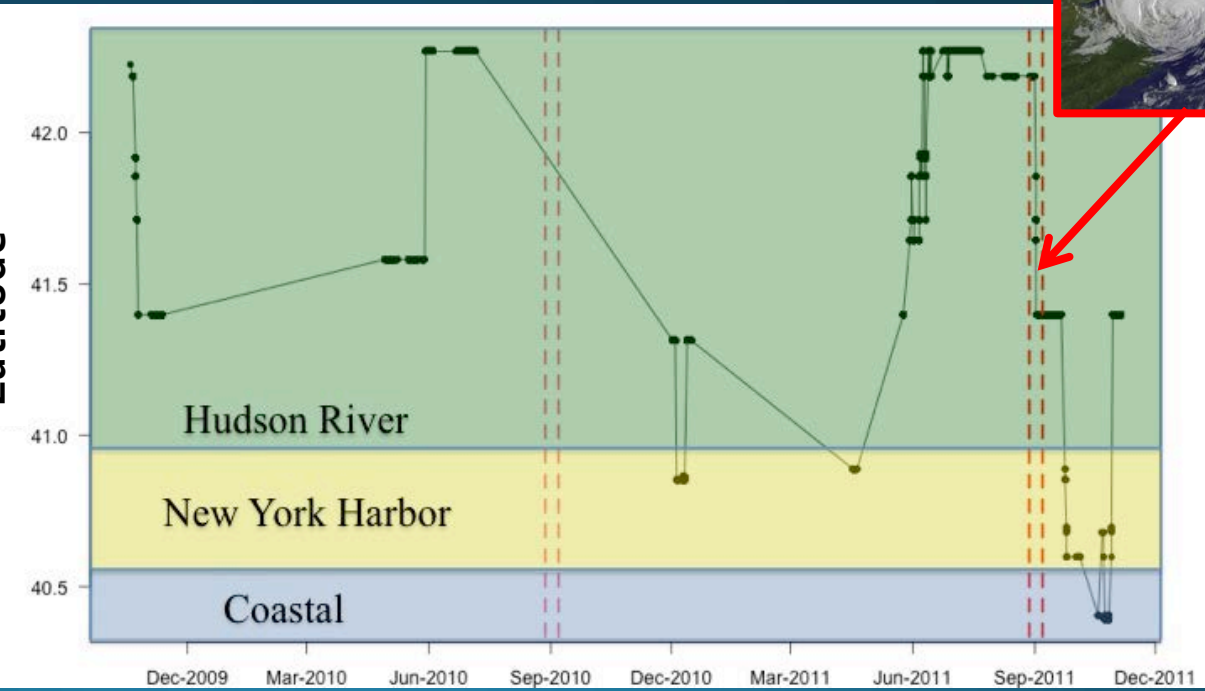 42.0
41.5
41.0
40.5
Hudson River
New York Harbor
Coastal
Dec-2009 Mar-2010 Jun-2010 Sep-2010 Dec-2010 Mar-2011 Jun-2011 Sep-2011 Dec-2011